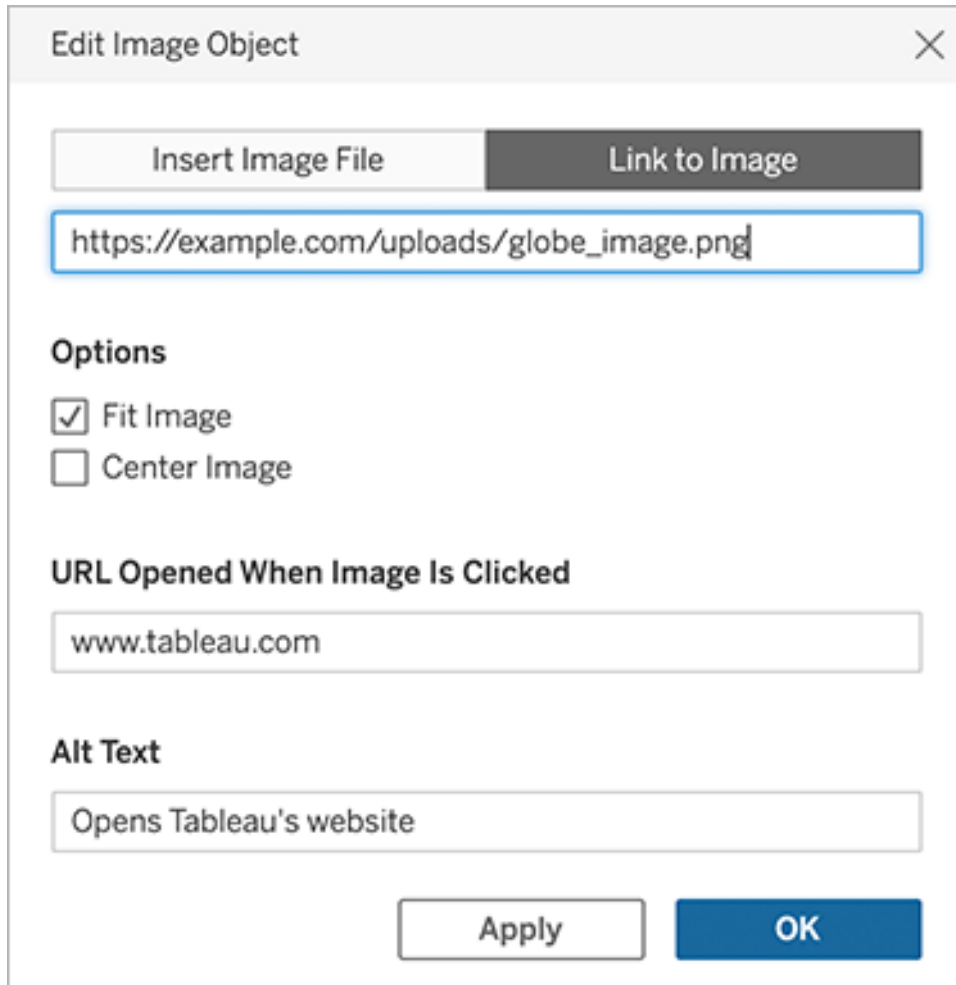 Edit Image Object
Insert Image File Link to Image
https://example.com/uploads/globe_image.png
Options
Fit Image
Center Image
URL Opened When Image Is Clicked
www.tableau.com
Alt Text
Opens Tableau's website
Apply OK